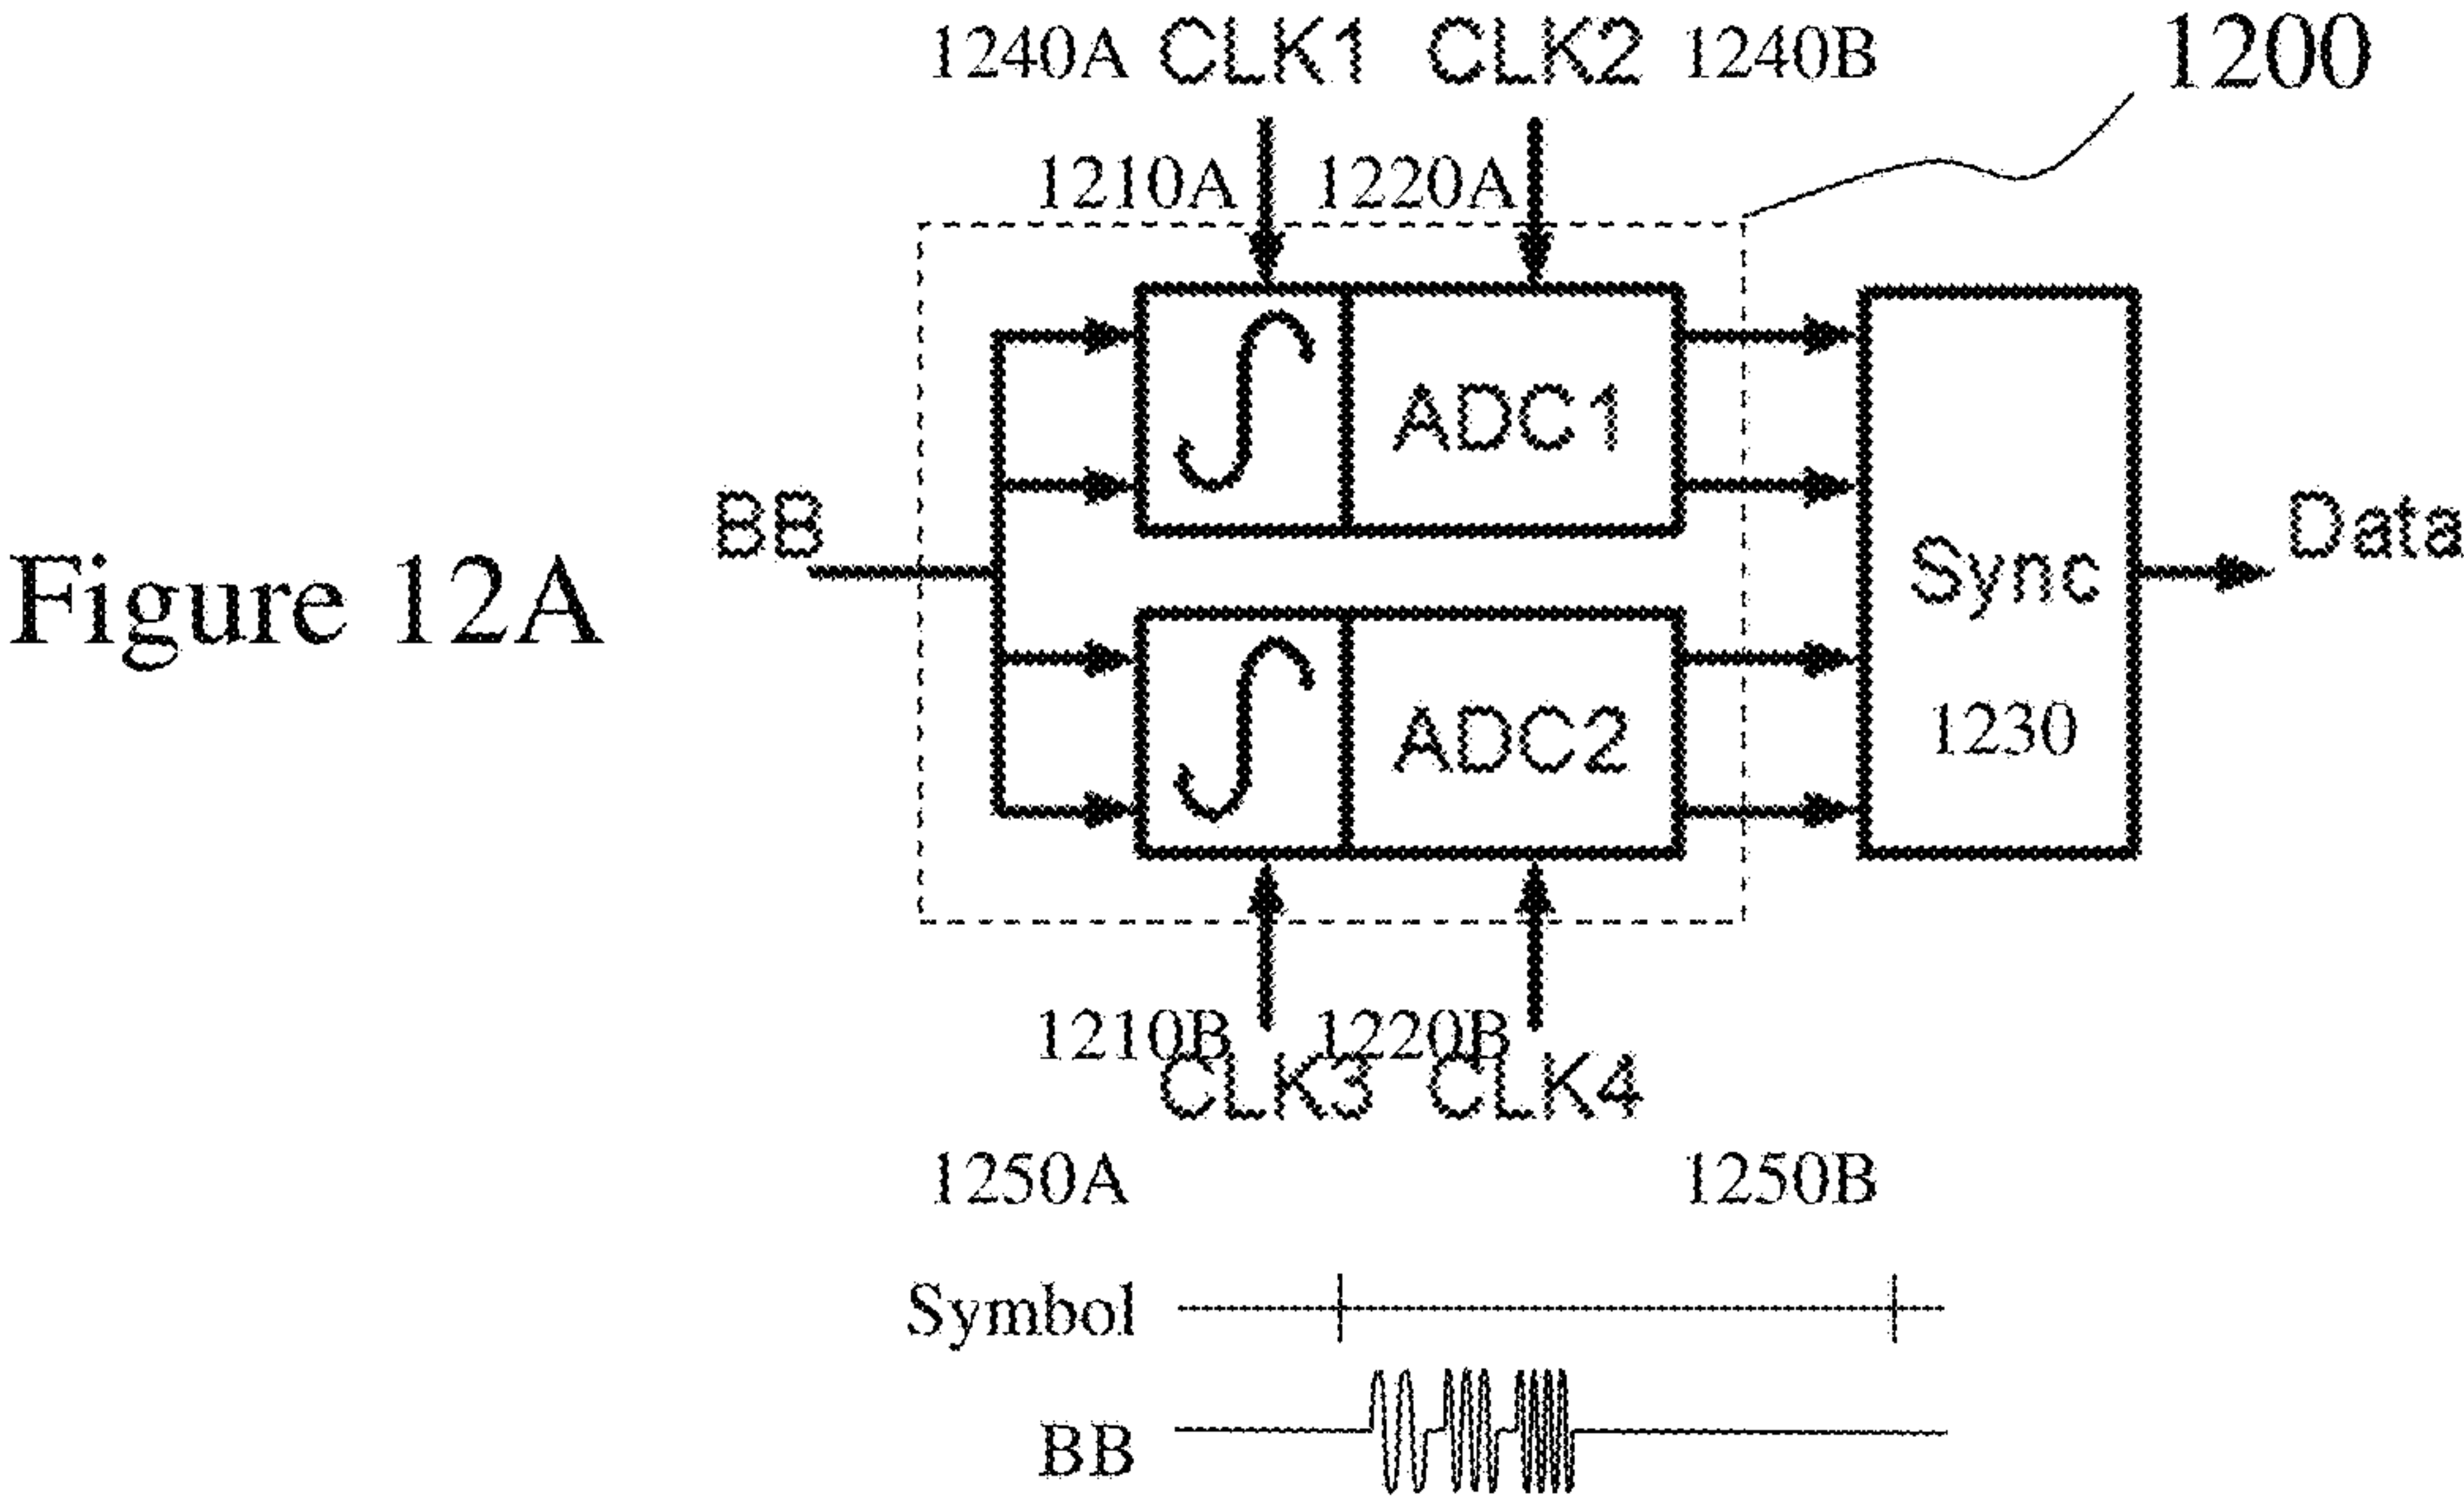 1240A CLK1 CLK2 1240B 1200
1210A 1220A
ADC1
BB
Data
Sync
Figure 12A
1230
ADC2
1210B 1220B
CLK3 CLK4
1250A 1250B
Symbol
BB